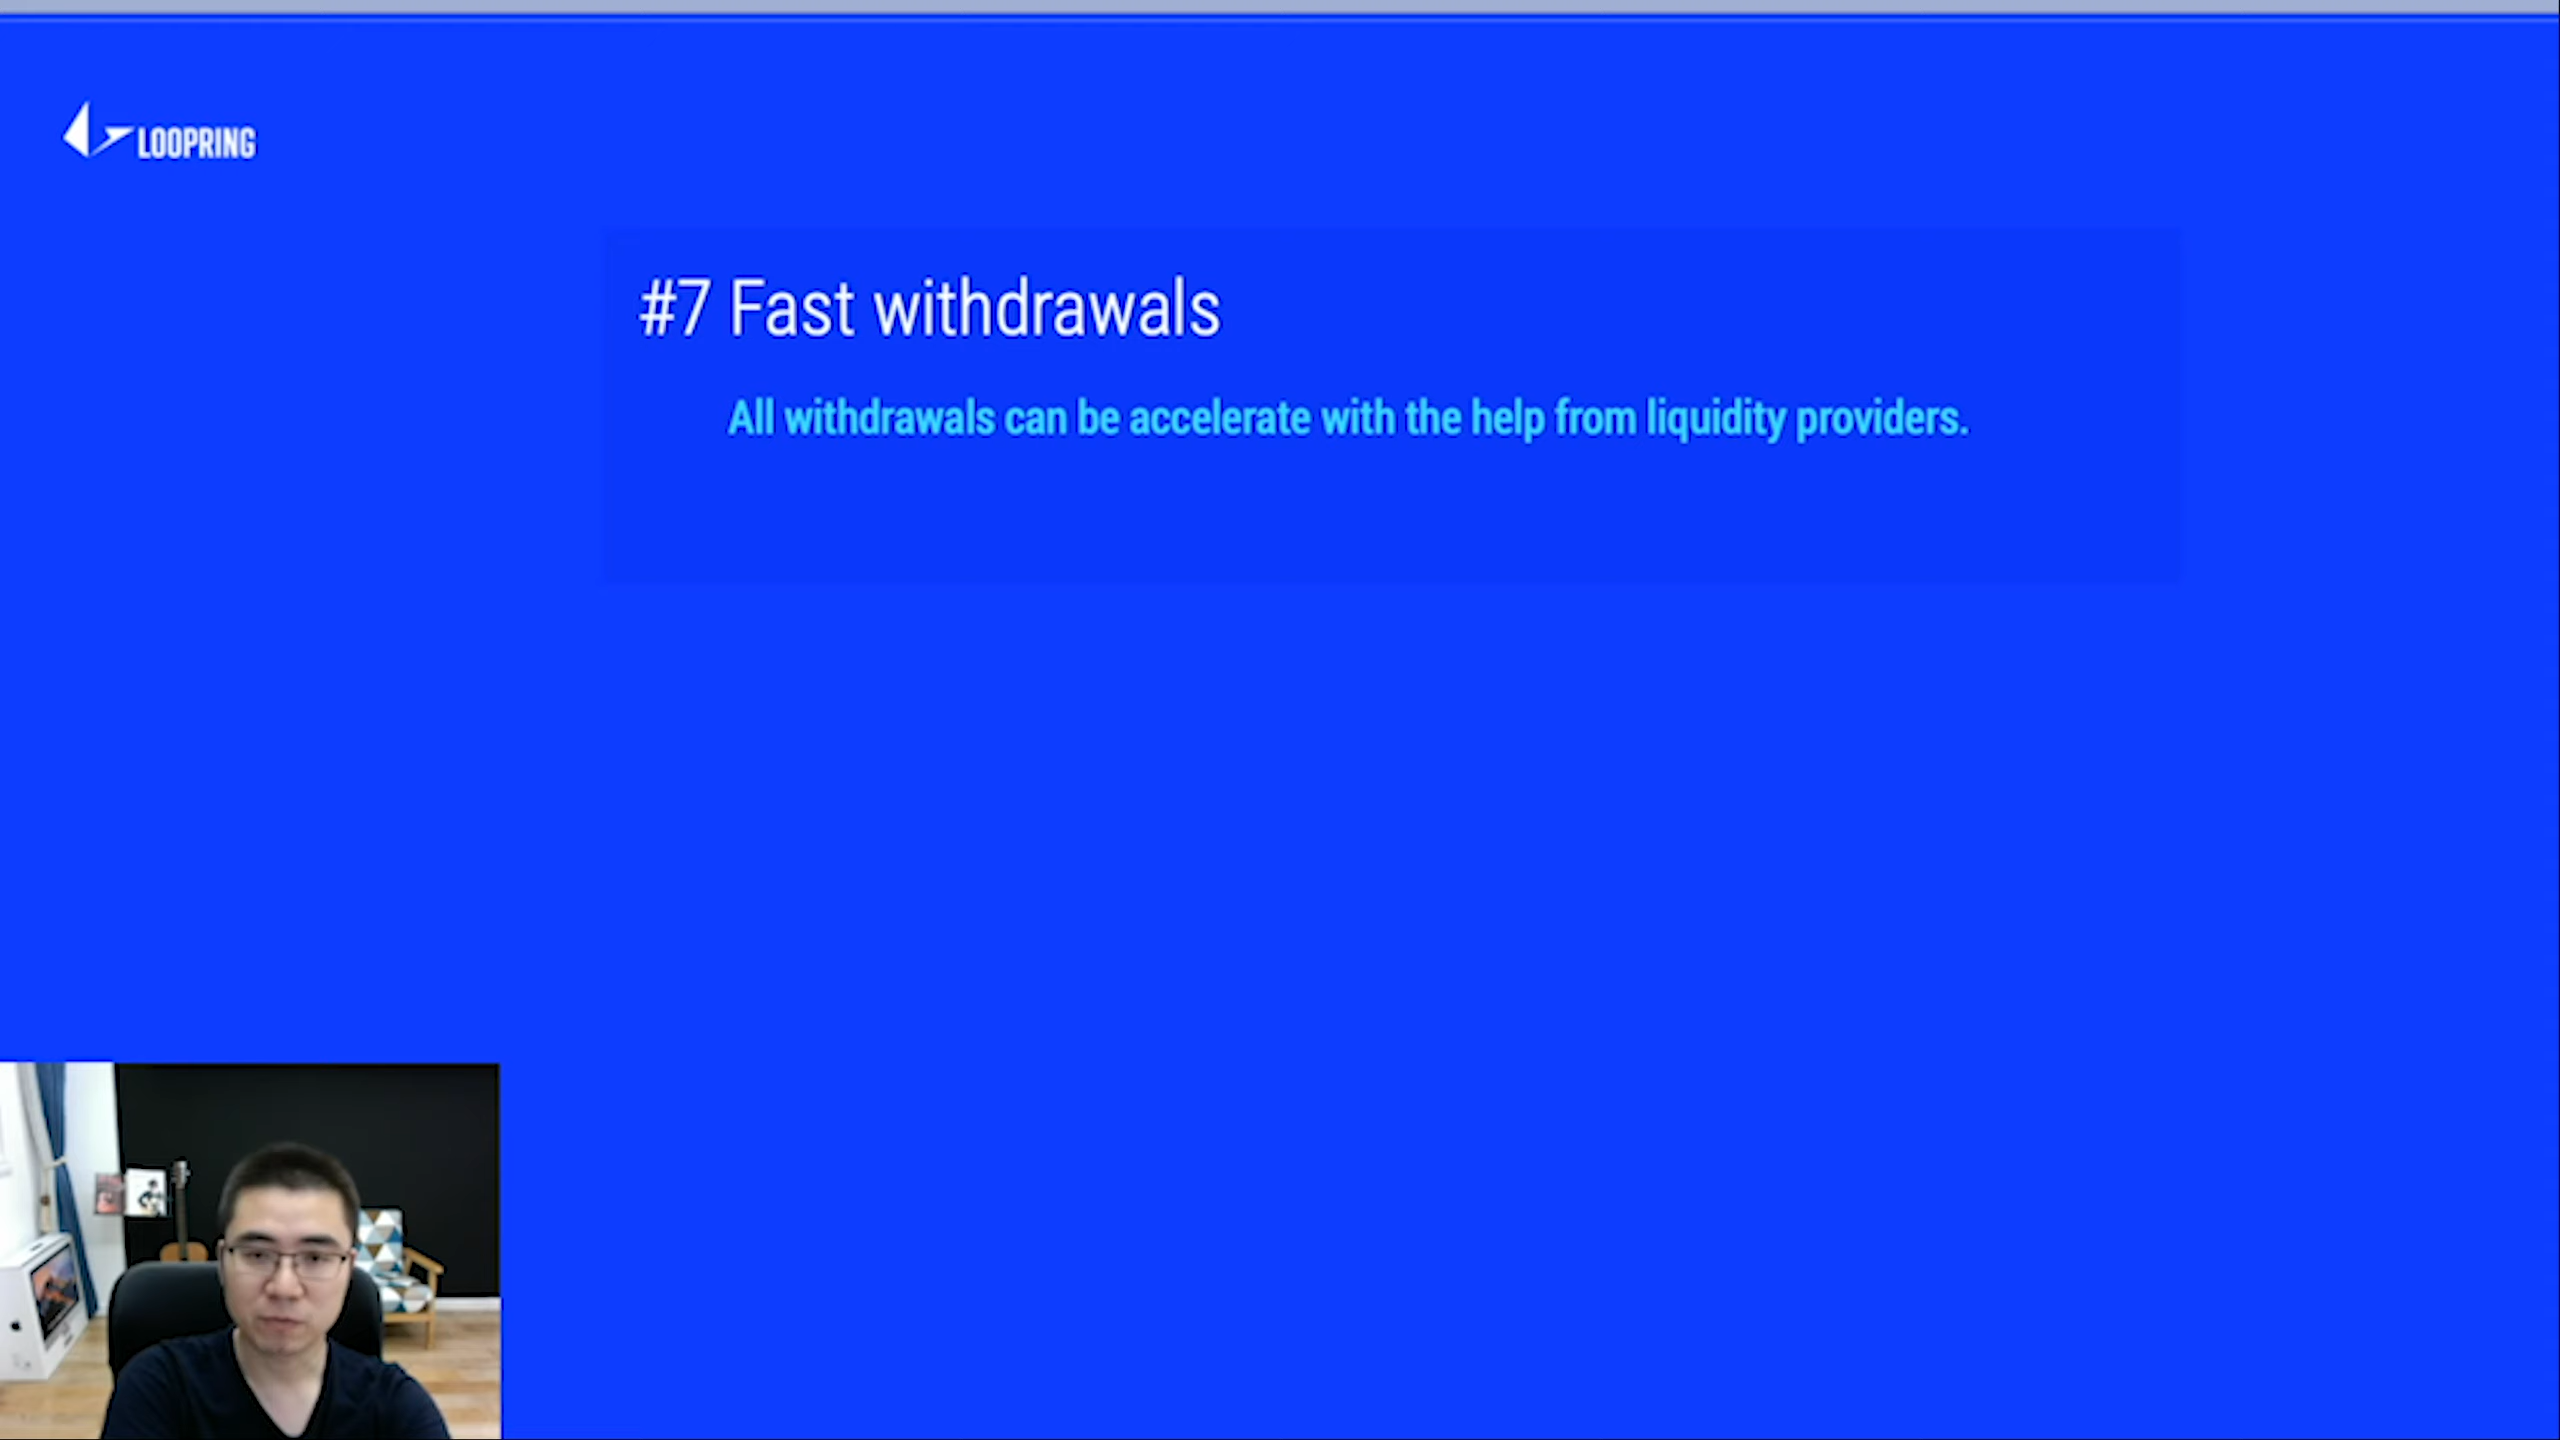 LOOPRING
#7 Fast withdrawals
All withdrawals can be accelerate with the help from liquidity providers.